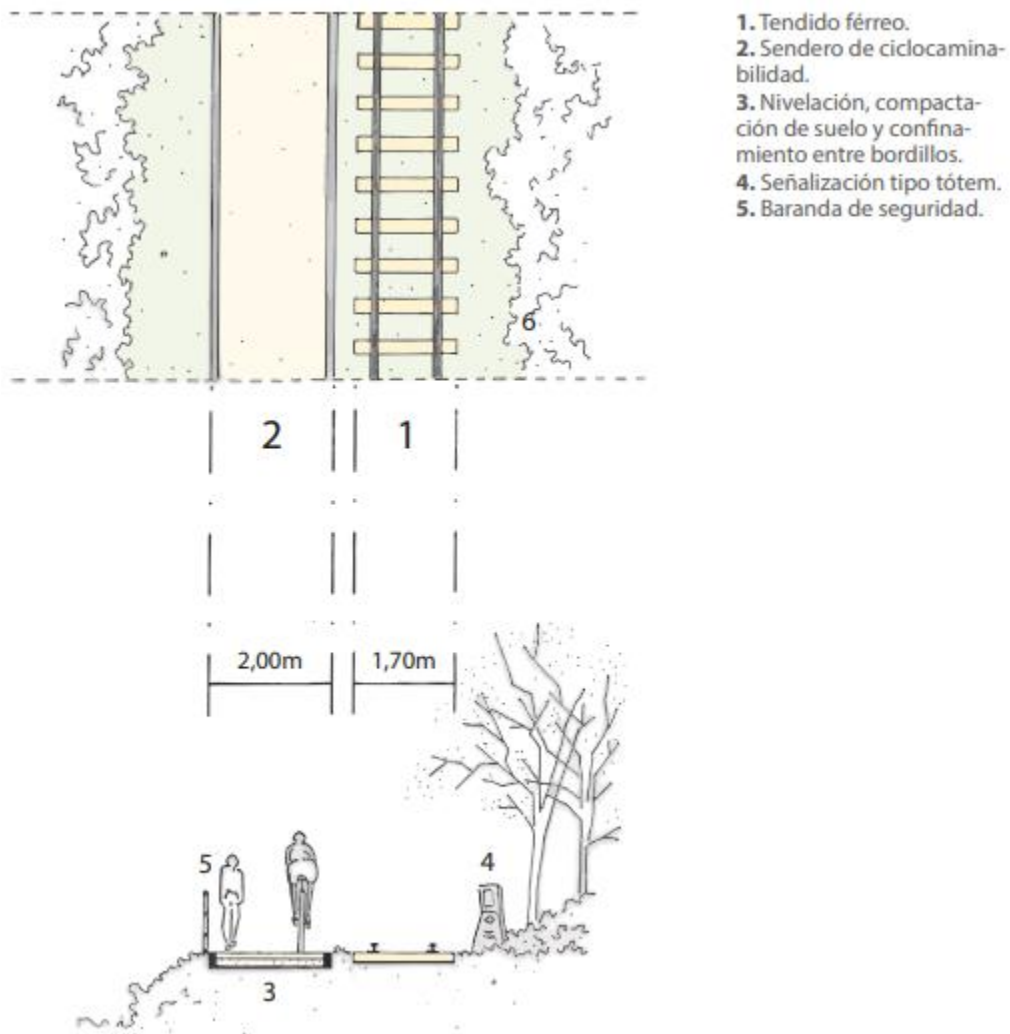 1. Tendido férreo.
2. Sendero de ciclocamina-
bilidad.
3. Nivelación, compacta-
ción de suelo y confina-
miento entre bordillos.
4. Señalización tipo tótem.
5. Baranda de seguridad.
6
2 1
2,00m 1,70m
5 4
3